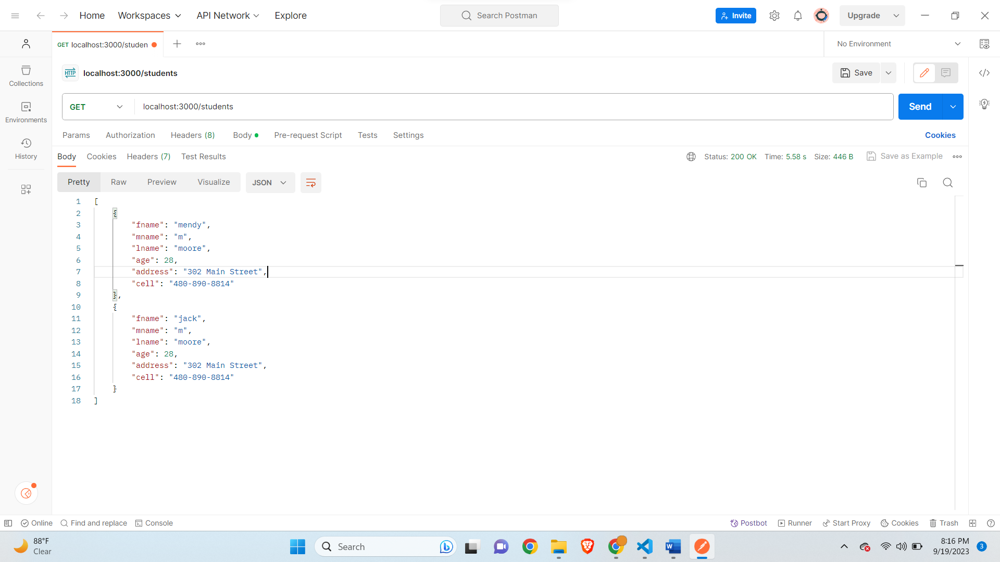 Home Workspaces API Network Explore Search Postman Invite Upgrade
GET localhost:3000/studen No Environment
HTTP localhost:3000/students Save
GET localhost:3000/students Send
Collections
Environments
History
Params Authorization Headers (8) Body Pre-request Script Tests Settings Cookies
Body Cookies Headers (7) Test Results Status: 200 OK Time: 5.58 s Size: 446 B Save as Example
Pretty Raw Preview Visualize JSON
1 [
2 {
3 "fname": "mendy",
4 "mname": "m",
5 "lname": "moore",
6 "age": 28,
7 "address": "302 Main Street",
8 "cell": "480-890-8814"
9 },
10 {
11 "fname": "jack",
12 "mname": "m",
13 "lname": "moore",
14 "age": 28,
15 "address": "302 Main Street",
16 "cell": "480-890-8814"
17 }
18 ]
Online Find and replace Console Postbot Runner Start Proxy Cookies Trash
88°F
Clear
Search
W
8:16 PM
9/19/2023
3